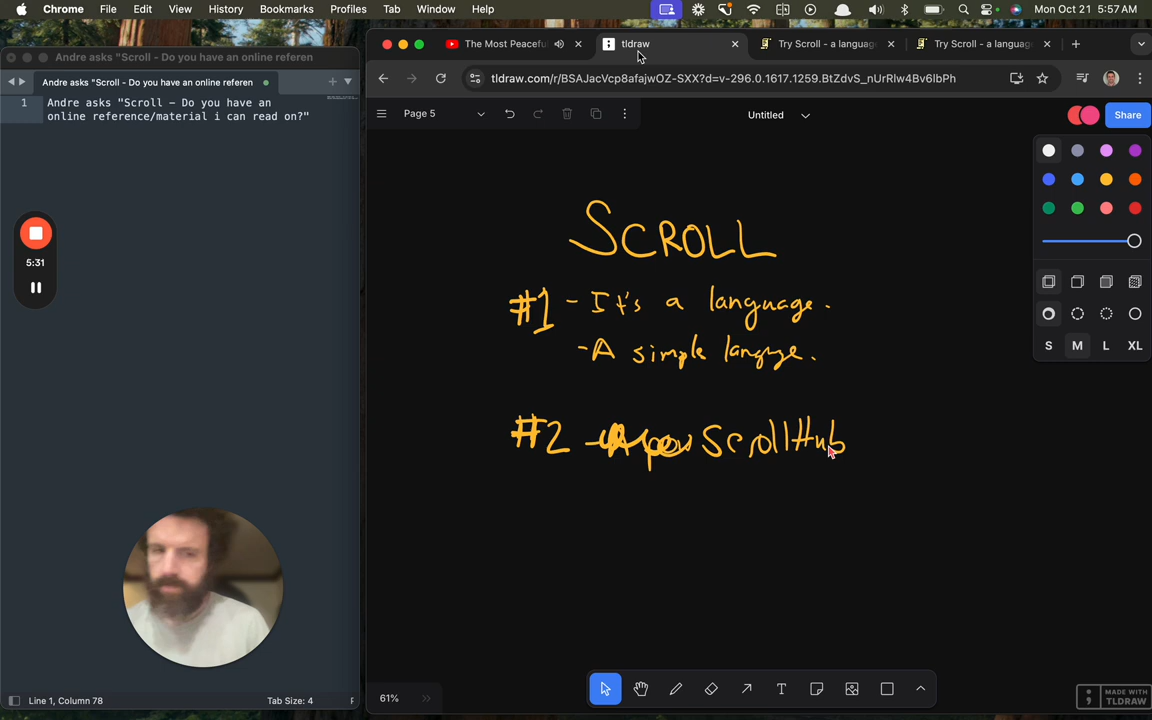 Chrome File Edit View History Bookmarks Profiles Tab Window Help
Mon Oct 21 5:57 AM
Andre asks "Scroll - Do you have an online referen
Andre asks "Scroll - Do you have an online referen
1 Andre asks "Scroll – Do you have an
online reference/material i can read on?"
5:31
Line 1, Column 78
Tab Size: 4
The Most Peacefu
tldraw
Try Scroll - a languag
Try Scroll - a languag
tldraw.com/r/BSAJacVcp8afajwOZ-SXX?d=v-296.0.1617.1259.BtZdvS_nUrRlw4Bv6lbPh
Page 5
Untitled
Share
SCROLL
#1 - It's a language.
- A simple langzge.
#2 - ScrollHub
S M L XL
61%
MADE WITH
TLDRAW